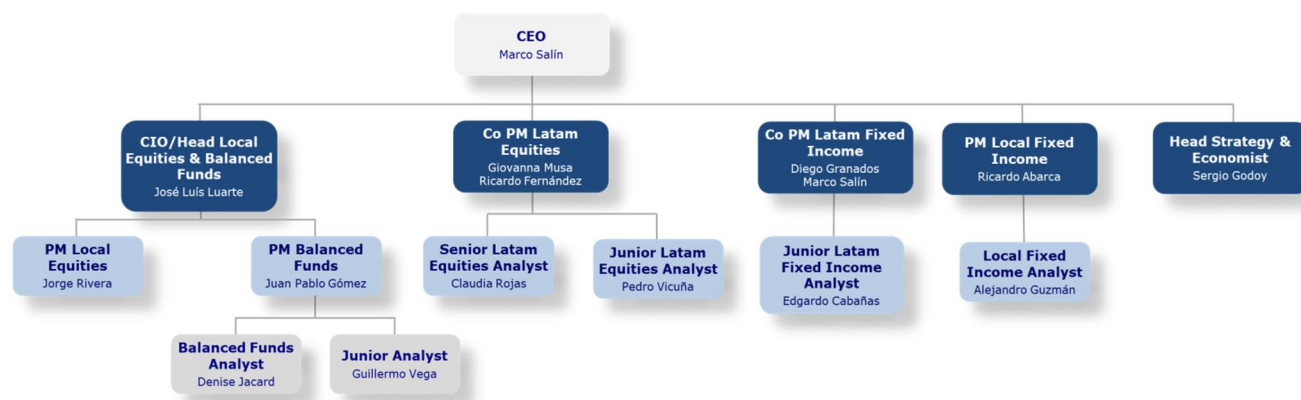 CEO
Marco Salín
CIO/Head Local
Equities & Balanced
Funds
José Luís Luarte
Co PM Latam
Equities
Giovanna Musa
Ricardo Fernández
Co PM Latam Fixed
Income
Diego Granados
Marco Salín
PM Local Fixed
Income
Ricardo Abarca
Head Strategy &
Economist
Sergio Godoy
PM Local
Equities
Jorge Rivera
PM Balanced
Funds
Juan Pablo Gómez
Senior Latam
Equities Analyst
Claudia Rojas
Junior Latam
Equities Analyst
Pedro Vicuña
Junior Latam
Fixed Income
Analyst
Edgardo Cabañas
Local Fixed
Income Analyst
Alejandro Guzmán
Balanced Funds
Analyst
Denise Jacard
Junior Analyst
Guillermo Vega